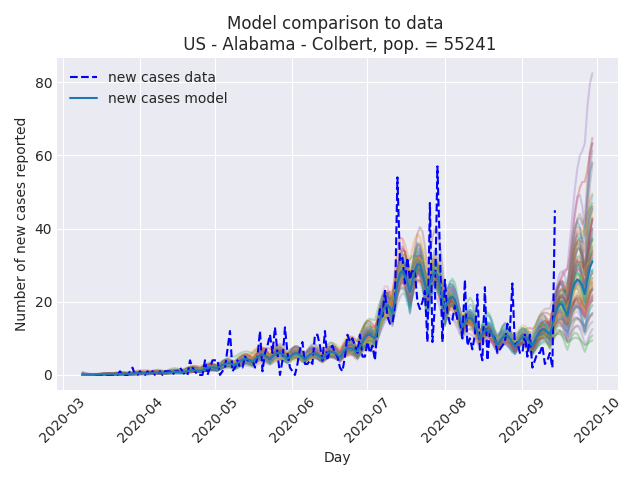 Model comparison to data
US - Alabama - Colbert, pop. = 55241
new cases data
new cases model
Number of new cases reported
80
60
40
20
0
2020-03
2020-04
2020-05
2020-06
2020-07
2020-08
2020-09
2020-10
Day